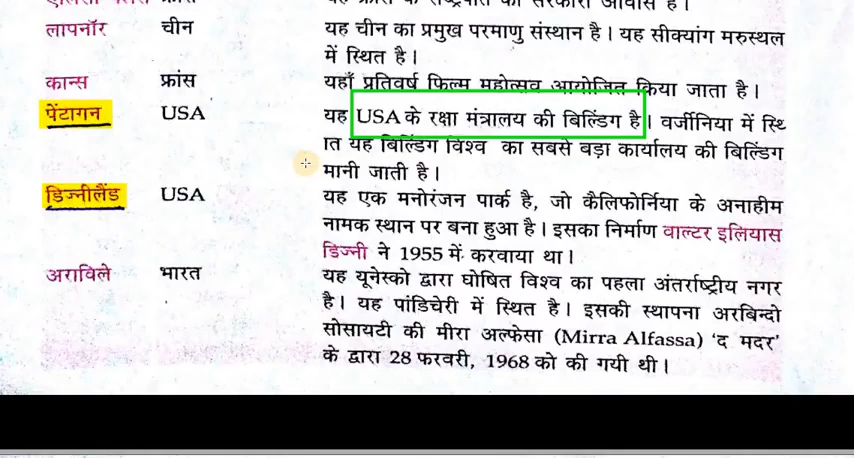 लापनॉर चीन यह चीन का प्रमुख परमाणु संस्थान है। यह सीक्यांग मरुस्थल
में स्थित है।
कान्स फ्रांस यहाँ प्रतिवर्ष फिल्म महोत्सव आयोजित किया जाता है।
पेंटागन USA यह USA के रक्षा मंत्रालय की बिल्डिंग है। वर्जीनिया में स्थि
त यह बिल्डिंग विश्व का सबसे बड़ा कार्यालय की बिल्डिंग
मानी जाती है।
डिज्नीलैंड USA यह एक मनोरंजन पार्क है, जो कैलिफोर्निया के अनाहीम
नामक स्थान पर बना हुआ है। इसका निर्माण वाल्टर इलियास
डिज्नी ने 1955 में करवाया था।
अराविले भारत यह यूनेस्को द्वारा घोषित विश्व का पहला अंतर्राष्ट्रीय नगर
है। यह पांडिचेरी में स्थित है। इसकी स्थापना अरबिन्दो
सोसायटी की मीरा अल्फेसा (Mirra Alfassa) ‘द मदर’
के द्वारा 28 फरवरी, 1968 को की गयी थी।